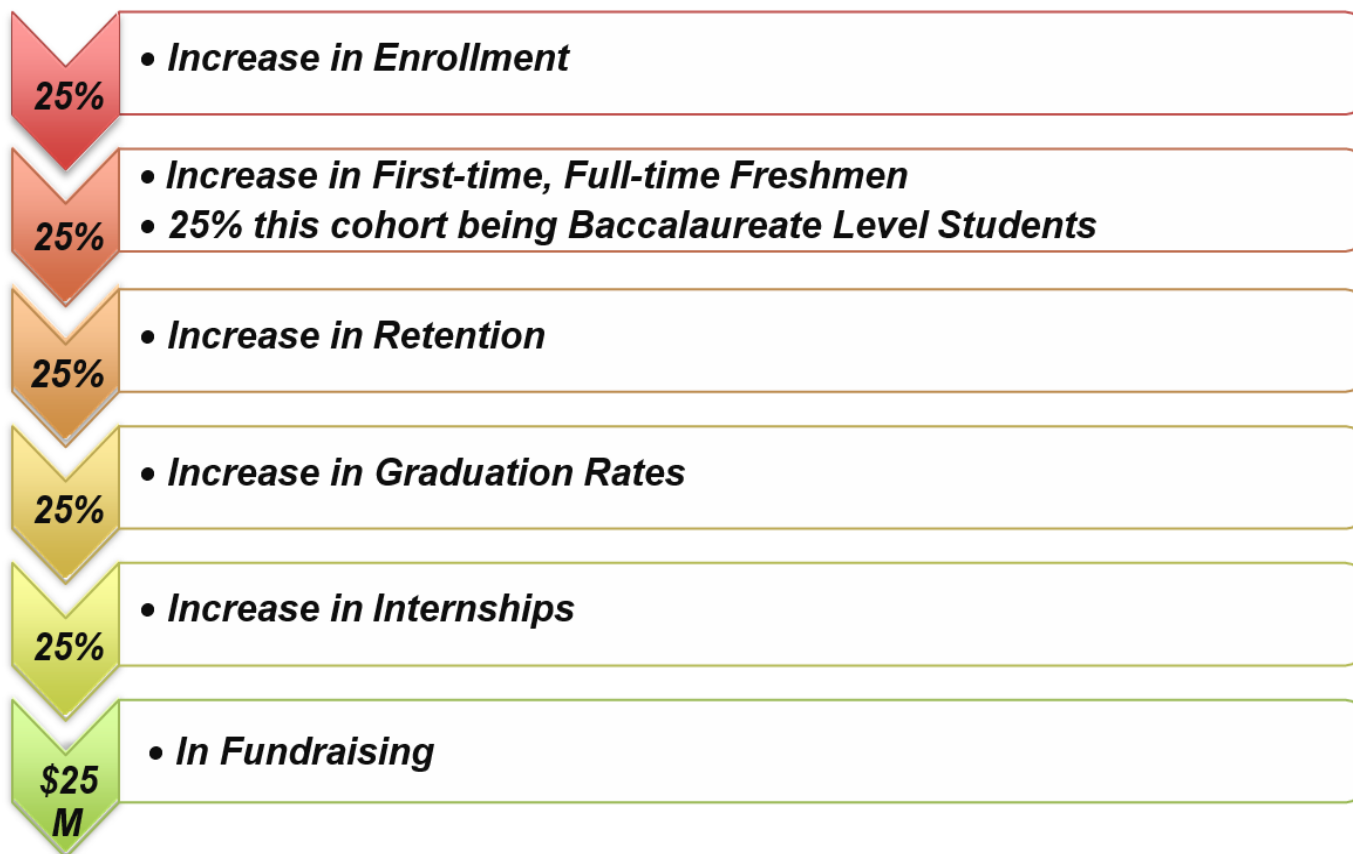 25%
• Increase in Enrollment
25%
• Increase in First-time, Full-time Freshmen
• 25% this cohort being Baccalaureate Level Students
25%
• Increase in Retention
25%
• Increase in Graduation Rates
25%
• Increase in Internships
$25
M
• In Fundraising